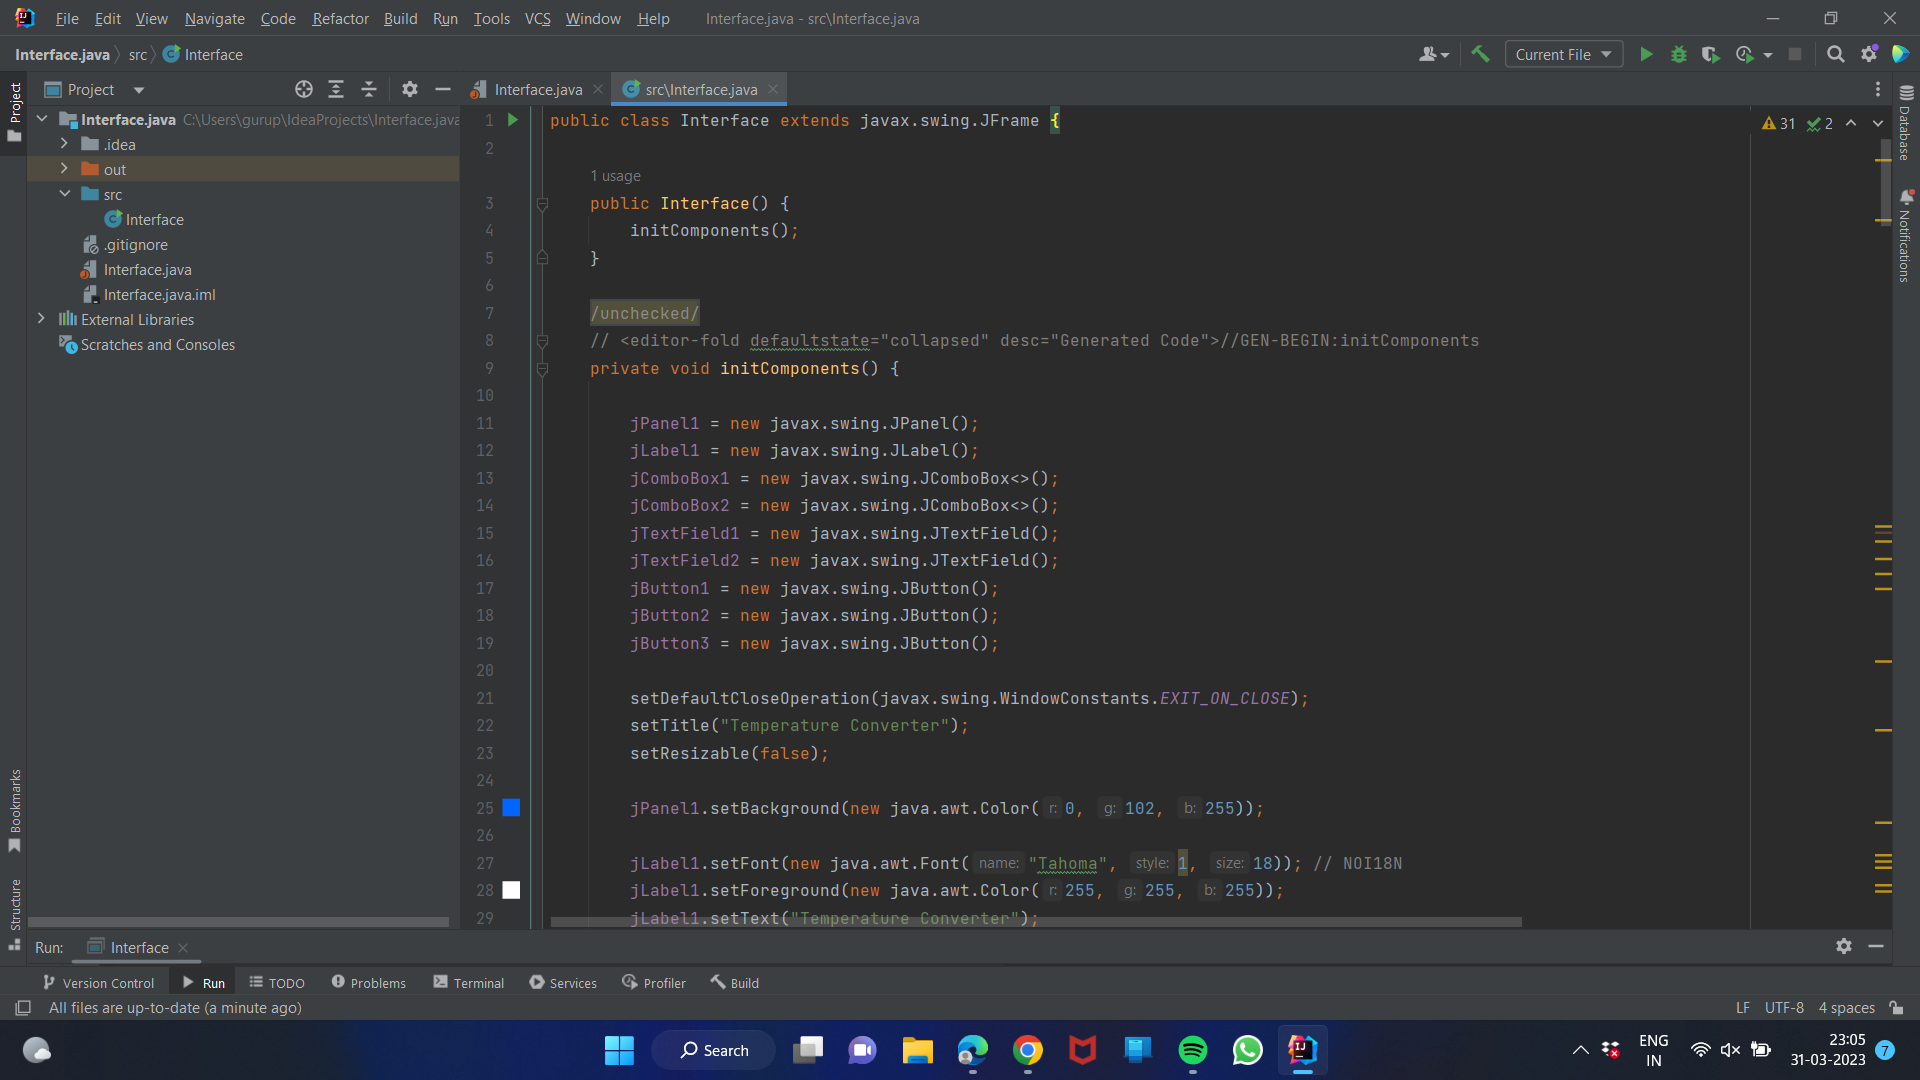 File Edit View Navigate Code Refactor Build Run Tools VCS Window Help Interface.java - src\Interface.java
Interface.java src Interface
Current File
Project
Interface.java
src\Interface.java
Project
Interface.java C:\Users\gurup\IdeaProjects\Interface.java
.idea
out
src
Interface
.gitignore
Interface.java
Interface.java.iml
External Libraries
Scratches and Consoles
Bookmarks
Structure
31 2
1 public class Interface extends javax.swing.JFrame {
2
1 usage
3 public Interface() {
4 initComponents();
5 }
6
7 /unchecked/
8 // <editor-fold defaultstate="collapsed" desc="Generated Code">//GEN-BEGIN:initComponents
9 private void initComponents() {
10
11 jPanel1 = new javax.swing.JPanel();
12 jLabel1 = new javax.swing.JLabel();
13 jComboBox1 = new javax.swing.JComboBox<>();
14 jComboBox2 = new javax.swing.JComboBox<>();
15 jTextField1 = new javax.swing.JTextField();
16 jTextField2 = new javax.swing.JTextField();
17 jButton1 = new javax.swing.JButton();
18 jButton2 = new javax.swing.JButton();
19 jButton3 = new javax.swing.JButton();
20
21 setDefaultCloseOperation(javax.swing.WindowConstants.EXIT_ON_CLOSE);
22 setTitle("Temperature Converter");
23 setResizable(false);
24
25 jPanel1.setBackground(new java.awt.Color( r: 0, g: 102, b: 255));
26
27 jLabel1.setFont(new java.awt.Font( name: "Tahoma", style: 1, size: 18)); // NOI18N
28 jLabel1.setForeground(new java.awt.Color( r: 255, g: 255, b: 255));
29 jLabel1.setText("Temperature Converter");
Database
Notifications
Run: Interface
Version Control Run TODO Problems Terminal Services Profiler Build
All files are up-to-date (a minute ago)
LF UTF-8 4 spaces
Search
ENG
IN
23:05
31-03-2023
7